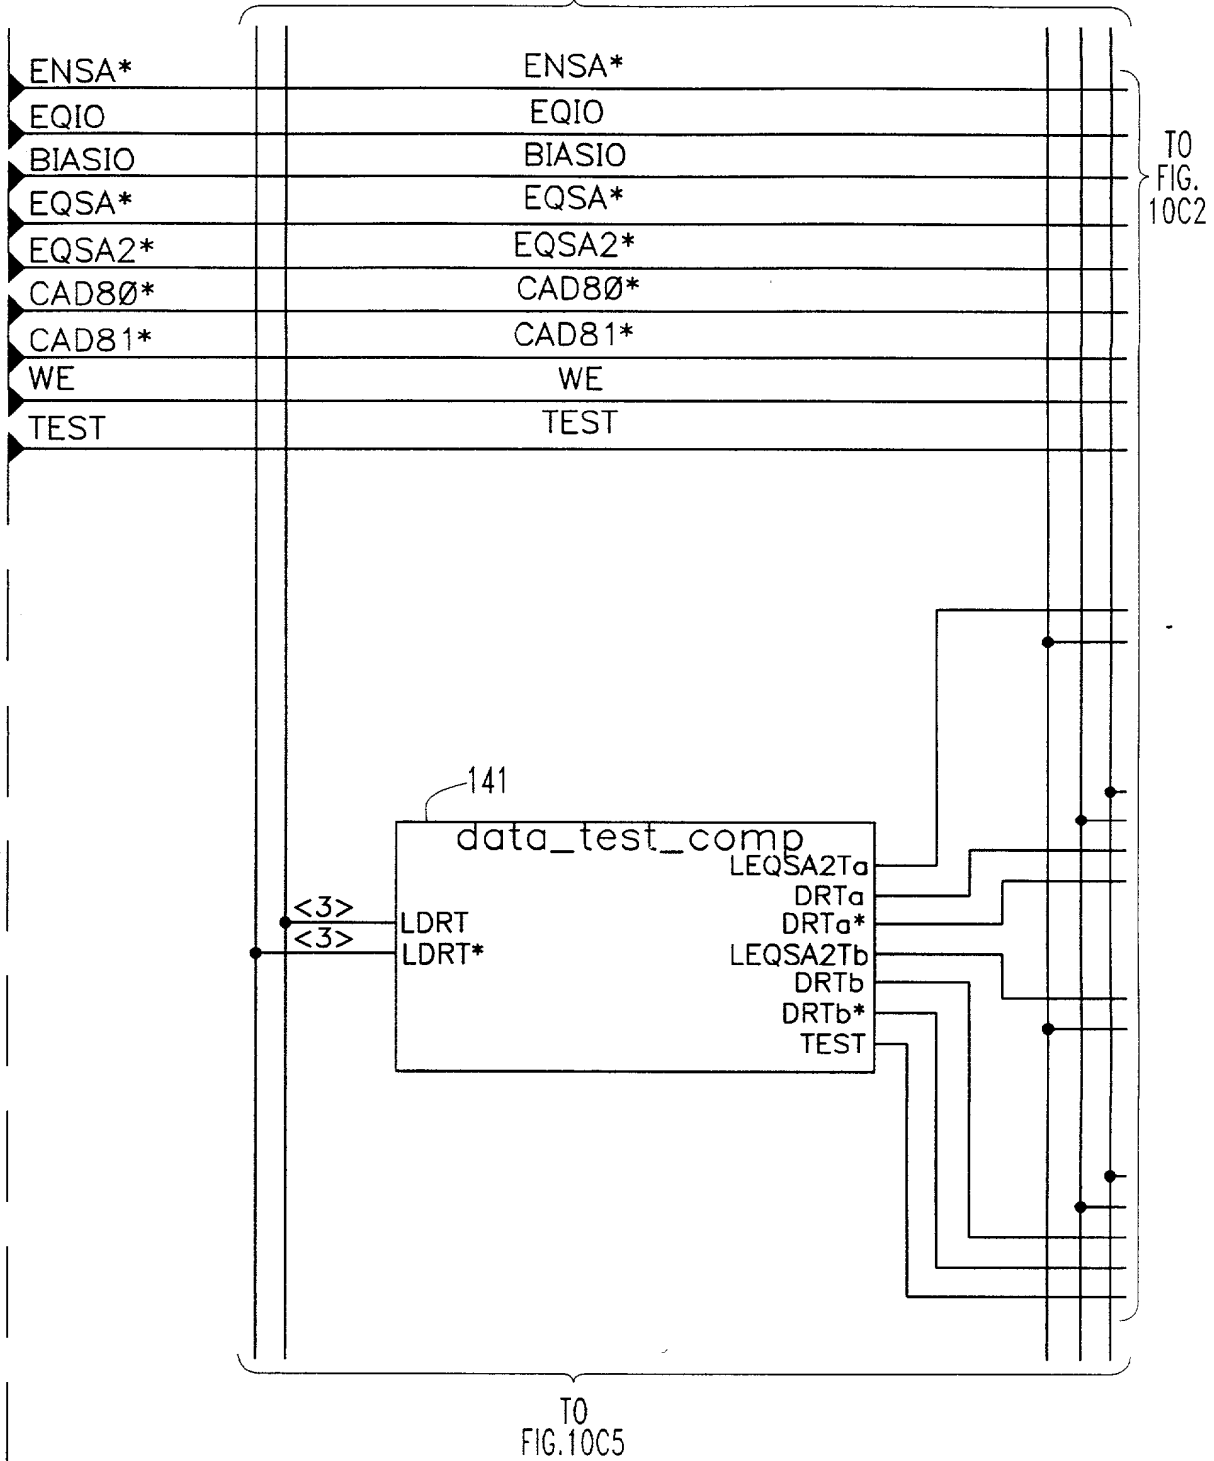 ENSA* ENSA*
EQIO EQIO
BIASIO BIASIO
EQSA* EQSA*
EQSA2* EQSA2*
CAD8Ø* CAD8Ø*
CAD81* CAD81*
WE WE
TEST TEST
TO
FIG.
10C2
141
data_test_comp
LEQSA2Ta
DRTa
<3> LDRT DRTa*
<3> LDRT* LEQSA2Tb
DRTb
DRTb*
TEST
TO
FIG.10C5